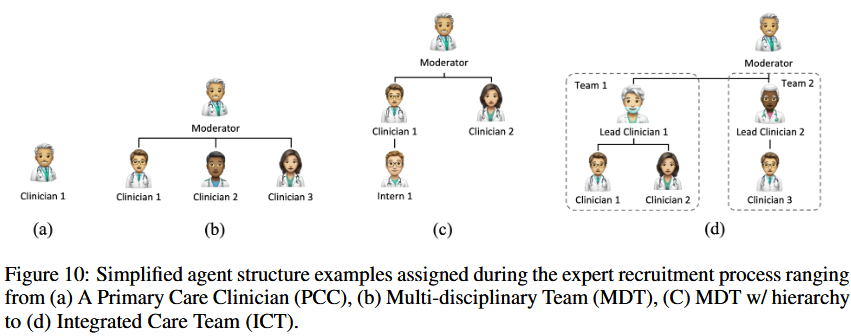 Clinician 1
(a)
Moderator
Clinician 1
Clinician 2
Clinician 3
(b)
Moderator
Clinician 1
Clinician 2
Intern 1
(c)
Moderator
Team 1
Team 2
Lead Clinician 1
Lead Clinician 2
Clinician 1
Clinician 2
Clinician 3
(d)
Figure 10: Simplified agent structure examples assigned during the expert recruitment process ranging
from (a) A Primary Care Clinician (PCC), (b) Multi-disciplinary Team (MDT), (C) MDT w/ hierarchy
to (d) Integrated Care Team (ICT).